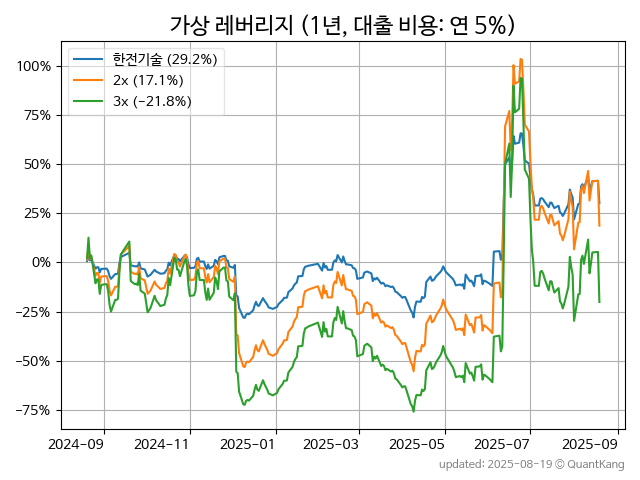 가상 레버리지 (1년, 대출 비용: 연 5%)
한전기술 (29.2%)
2x (17.1%)
3x (−21.8%)
100%
75%
50%
25%
0%
−25%
−50%
−75%
2024-09 2024-11 2025-01 2025-03 2025-05 2025-07 2025-09
updated: 2025-08-19 © QuantKang